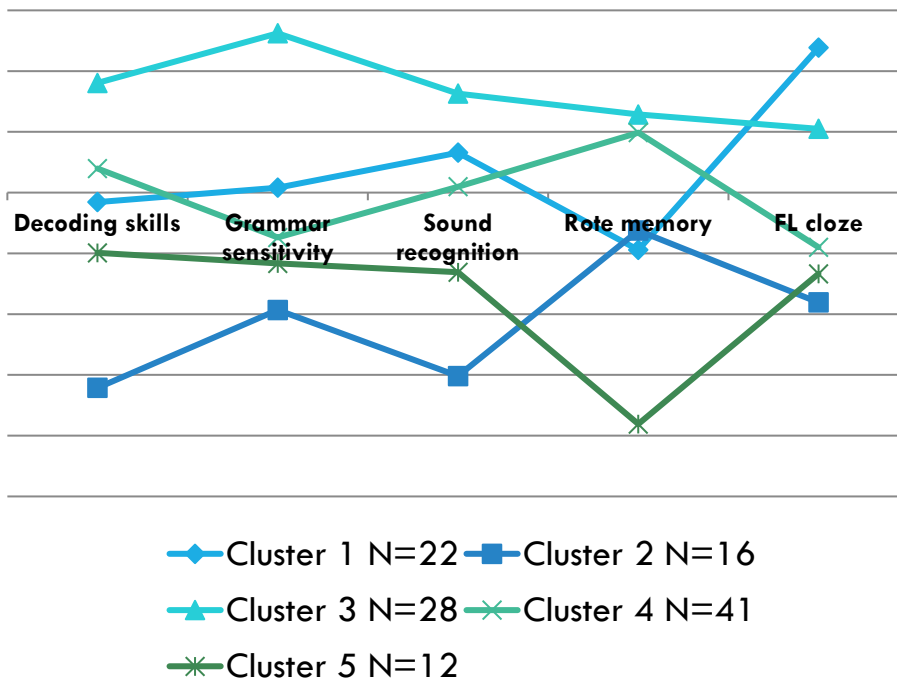 Decoding skills Grammar Sound Rote memory FL cloze
sensitivity recognition
Cluster 1 N=22 Cluster 2 N=16
Cluster 3 N=28 Cluster 4 N=41
Cluster 5 N=12